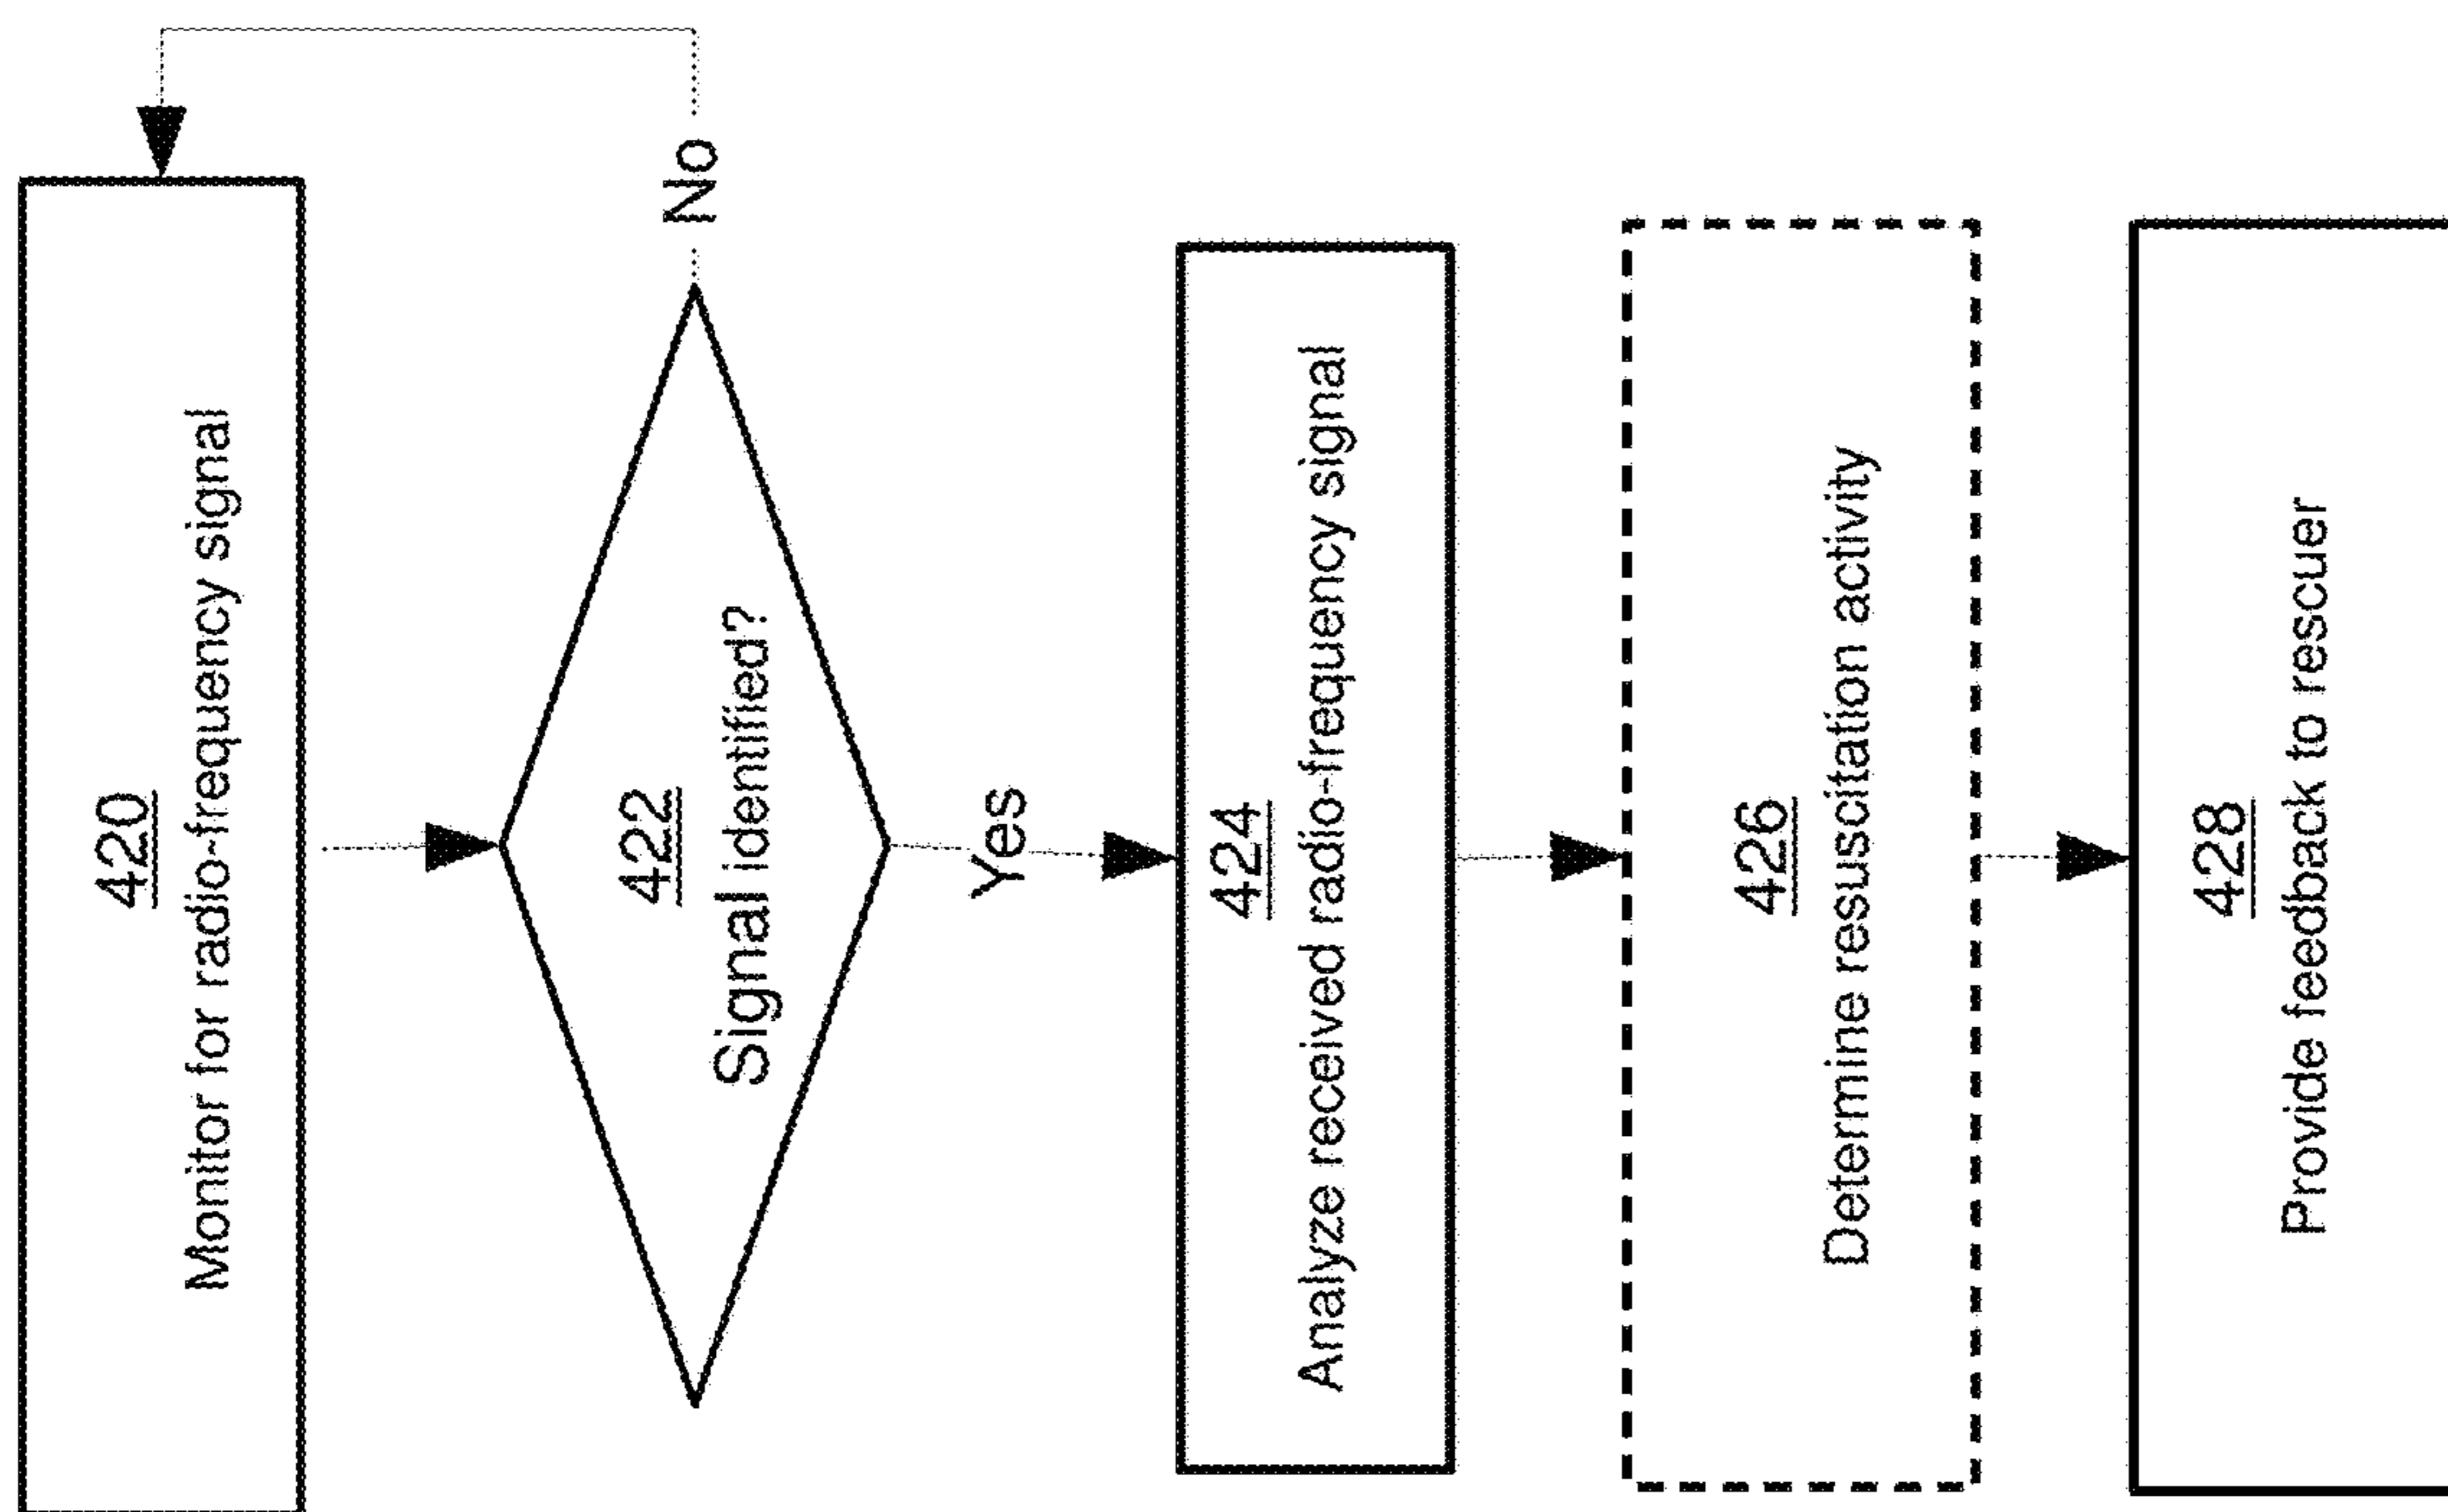 420
Monitor for radio-frequency signal
422
Signal identified?
No
Yes
424
Analyze received radio-frequency signal
426
Determine resuscitation activity
428
Provide feedback to rescuer